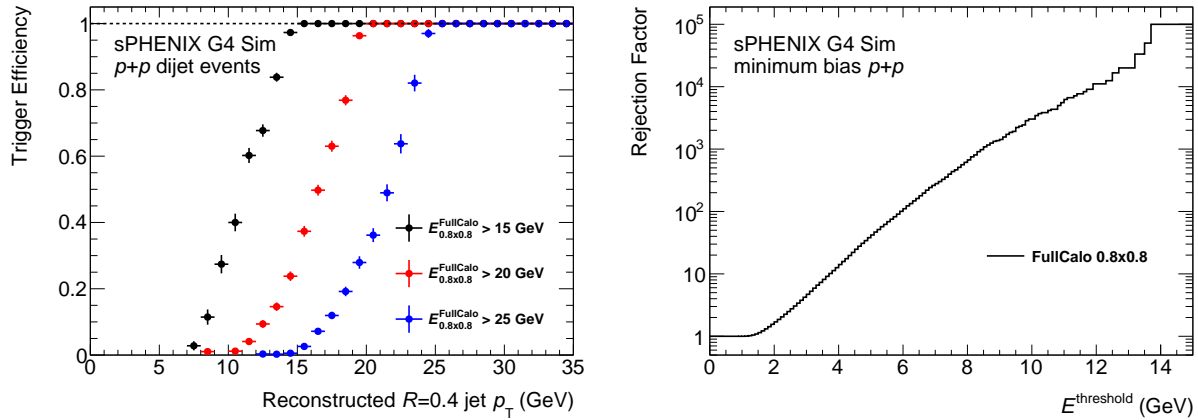 sPHENIX G4 Sim
p+p dijet events
Trigger Efficiency
1
0.8
0.6
0.4
0.2
0
E^FullCalo_0.8x0.8 > 15 GeV
E^FullCalo_0.8x0.8 > 20 GeV
E^FullCalo_0.8x0.8 > 25 GeV
0 5 10 15 20 25 30 35
Reconstructed R=0.4 jet p_T (GeV)
sPHENIX G4 Sim
minimum bias p+p
Rejection Factor
10^5
10^4
10^3
10^2
10
1
FullCalo 0.8x0.8
0 2 4 6 8 10 12 14
E^threshold [GeV]